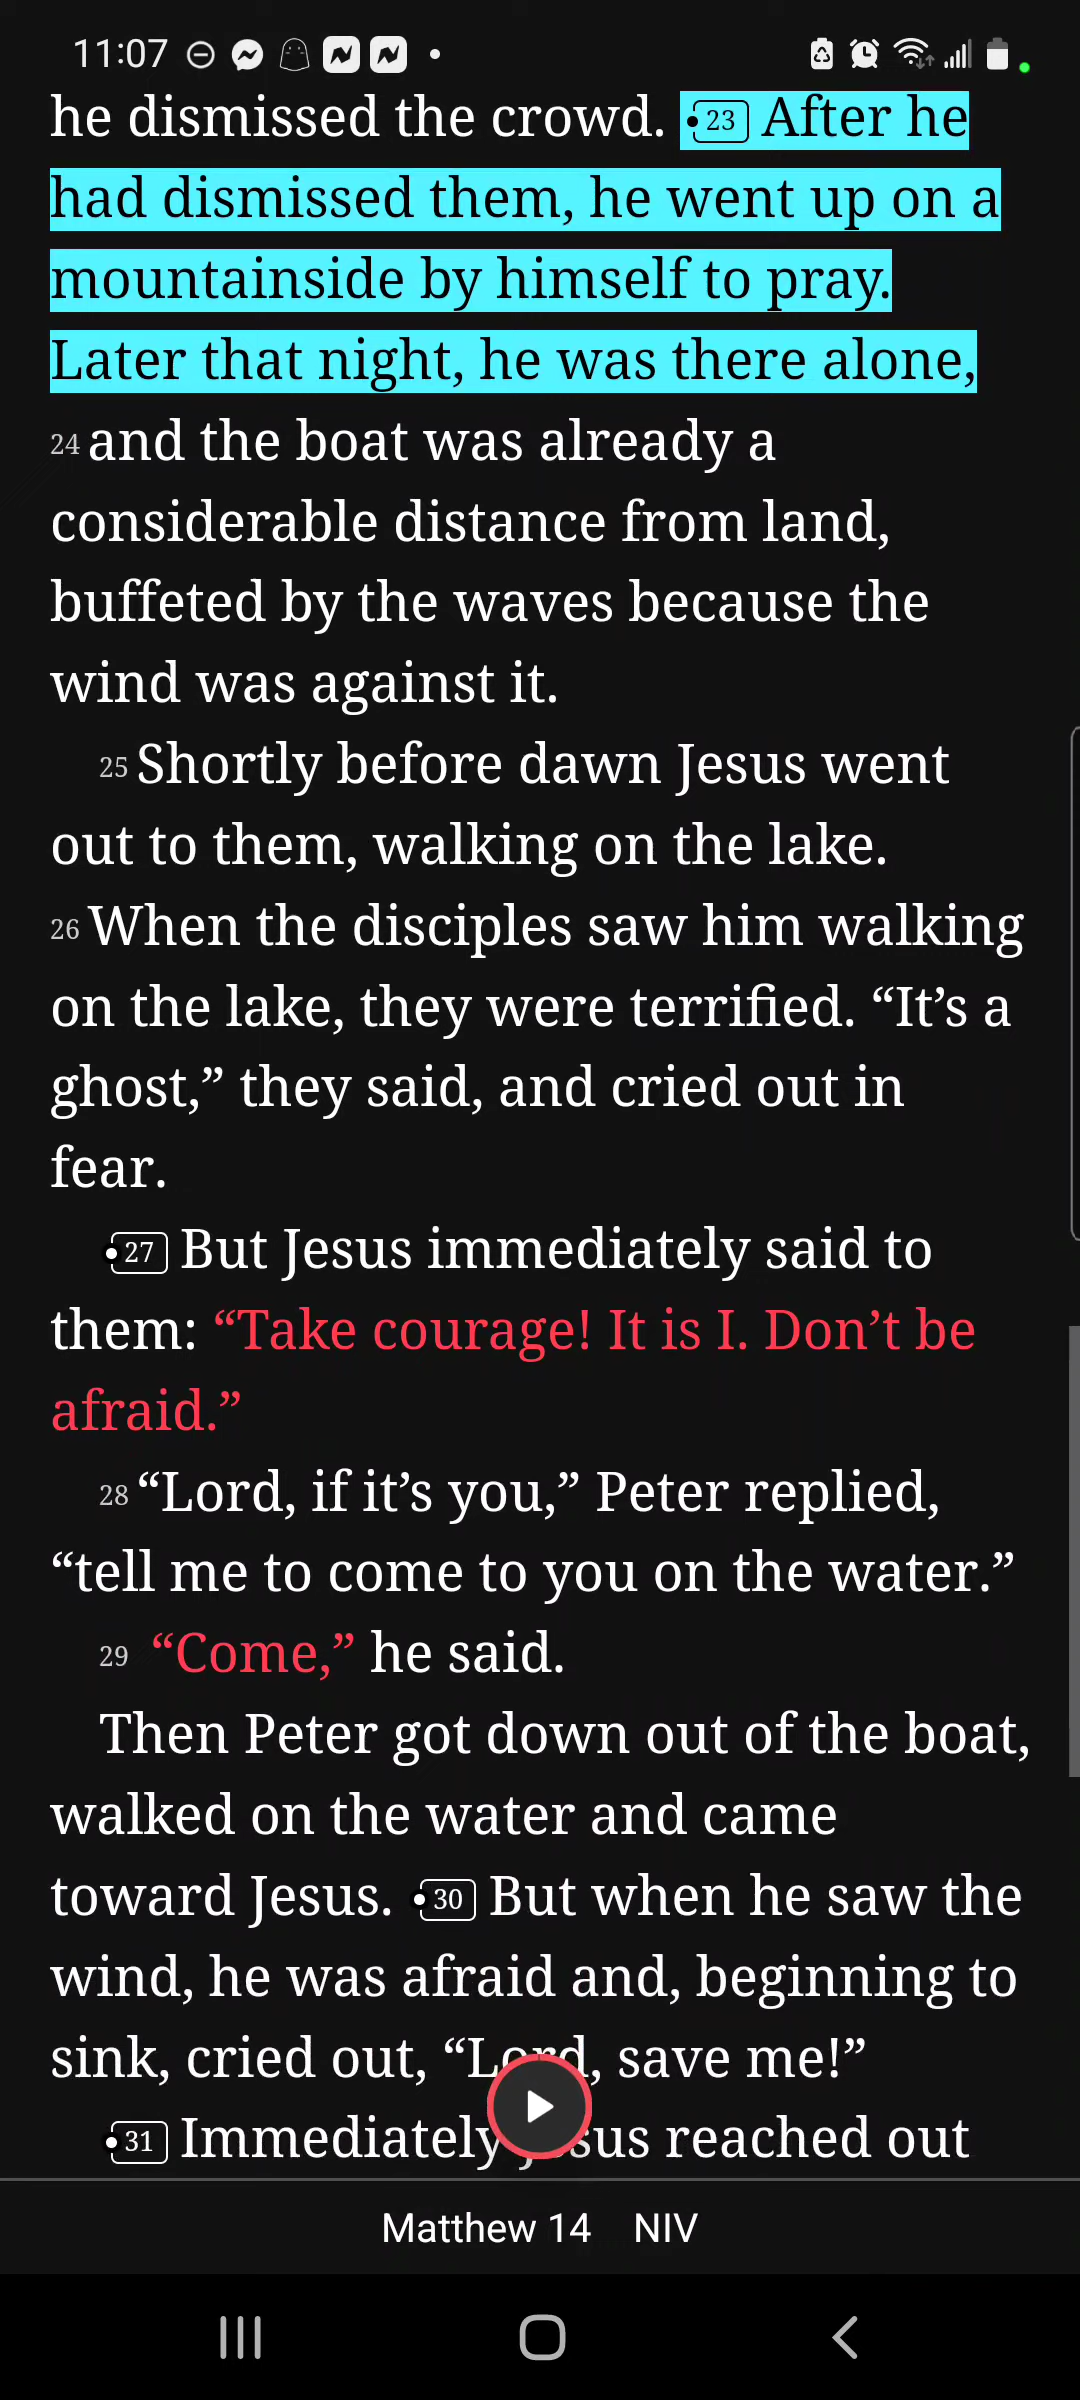 11:07
he dismissed the crowd. 23 After he
had dismissed them, he went up on a
mountainside by himself to pray.
Later that night, he was there alone,
24 and the boat was already a
considerable distance from land,
buffeted by the waves because the
wind was against it.
25 Shortly before dawn Jesus went
out to them, walking on the lake.
26 When the disciples saw him walking
on the lake, they were terrified. “It’s a
ghost,” they said, and cried out in
fear.
27 But Jesus immediately said to
them: “Take courage! It is I. Don’t be
afraid.”
28 “Lord, if it’s you,” Peter replied,
“tell me to come to you on the water.”
29 “Come,” he said.
Then Peter got down out of the boat,
walked on the water and came
toward Jesus. 30 But when he saw the
wind, he was afraid and, beginning to
sink, cried out, “Lord, save me!”
31 Immediately Jesus reached out
Matthew 14 NIV